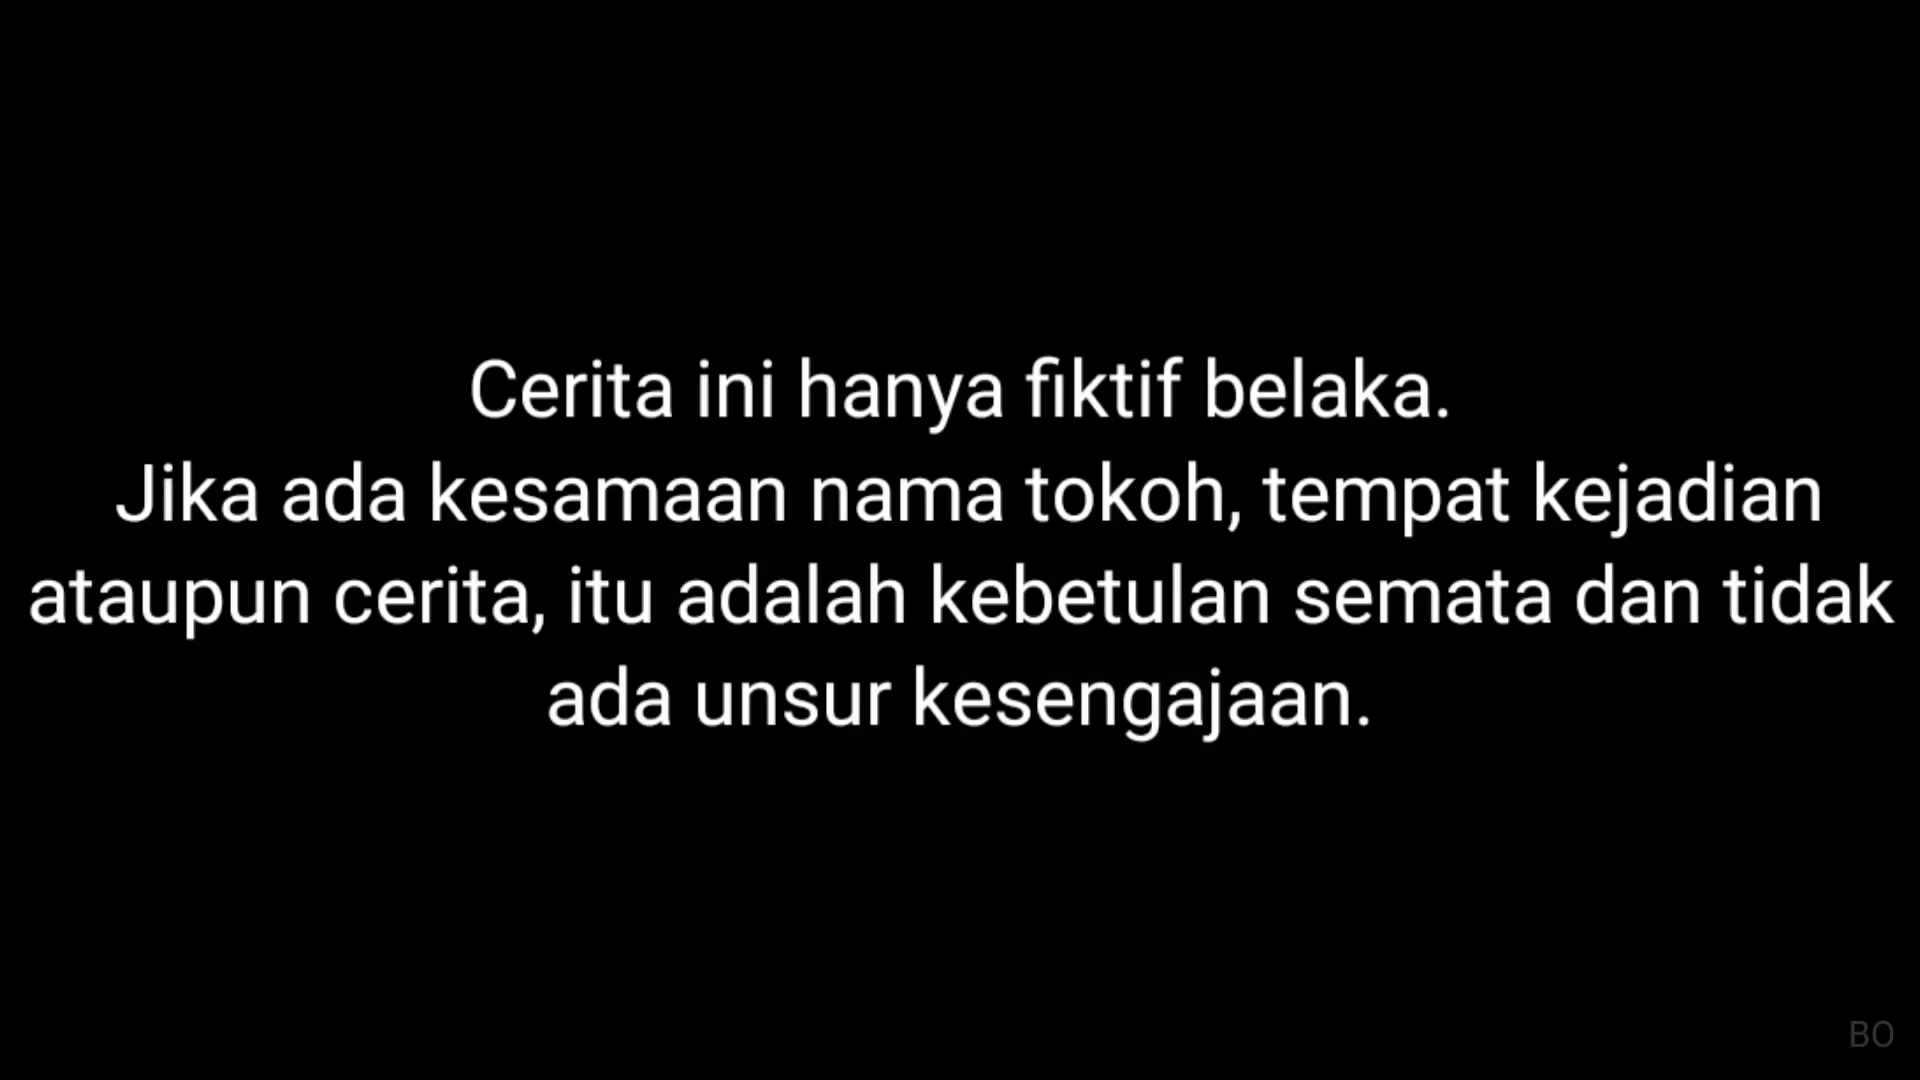 Cerita ini hanya fiktif belaka.
Jika ada kesamaan nama tokoh, tempat kejadian
ataupun cerita, itu adalah kebetulan semata dan tidak
ada unsur kesengajaan.
BO